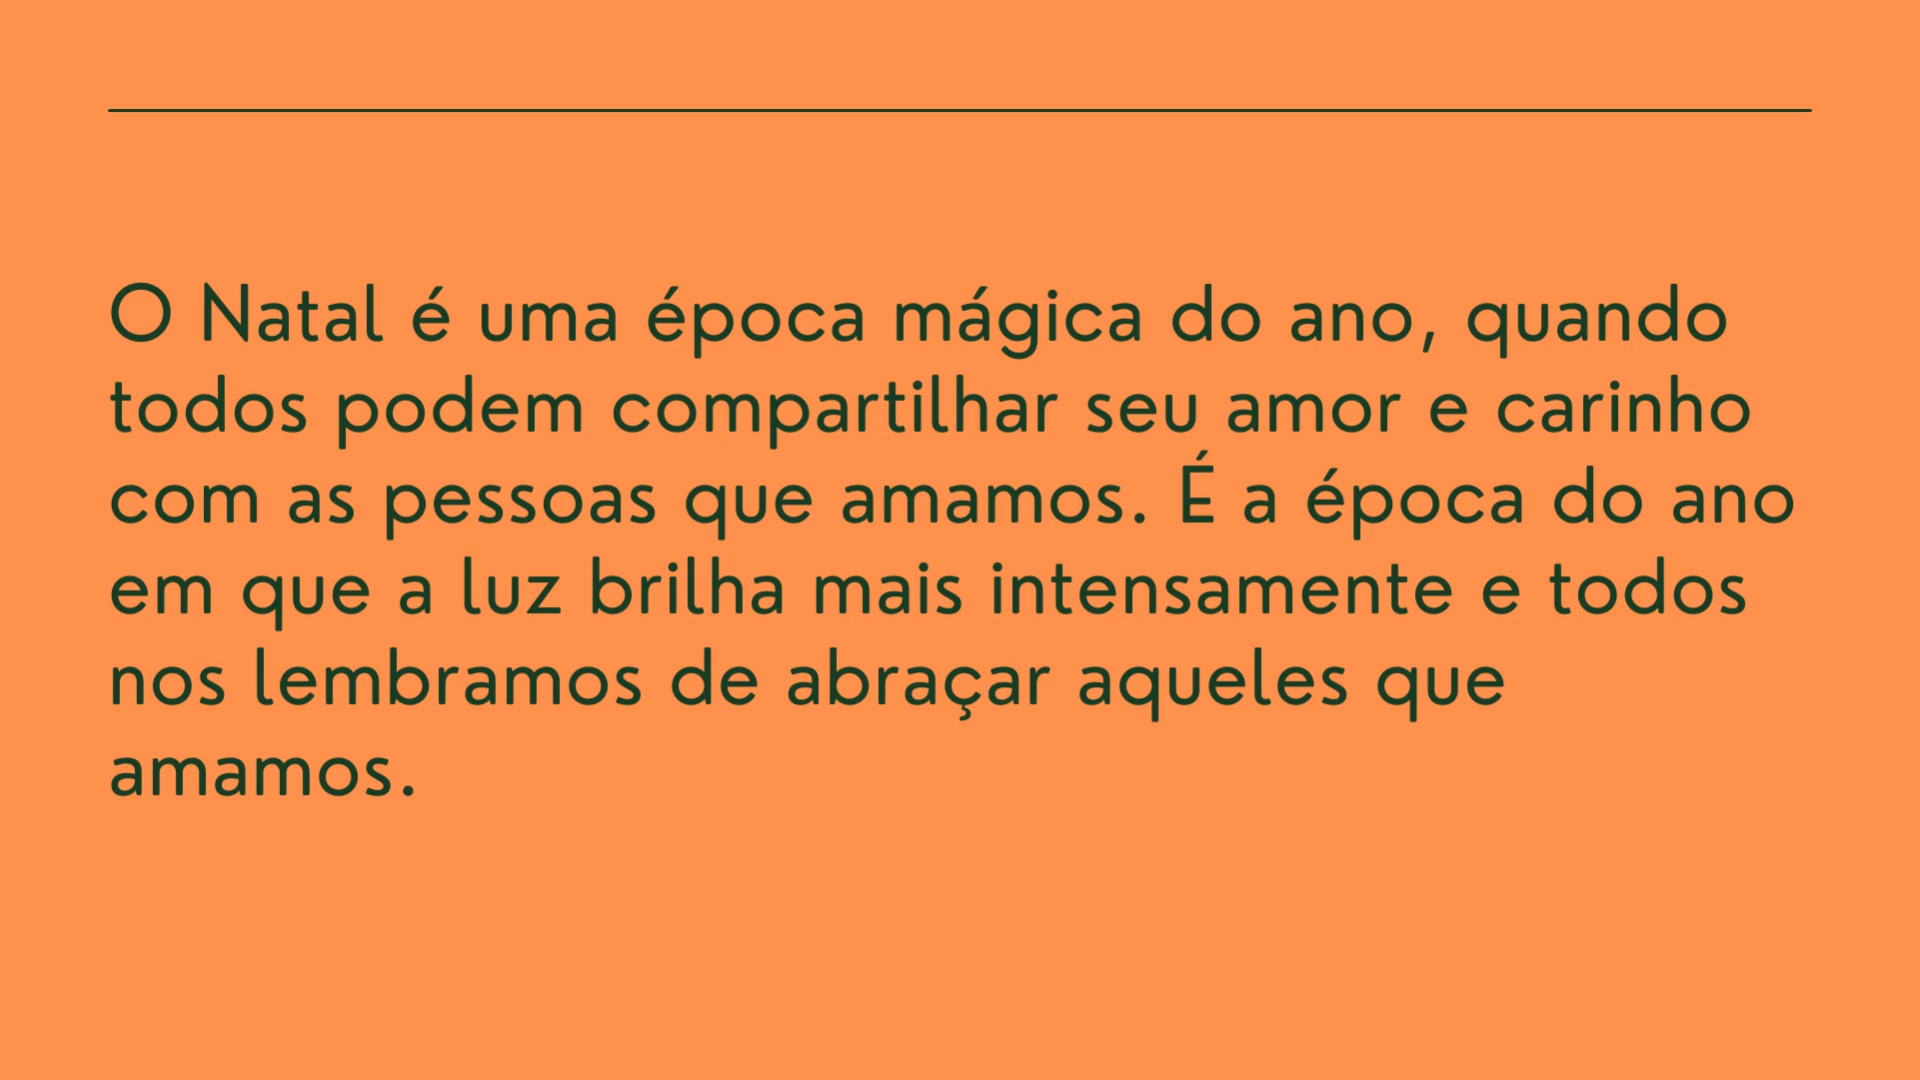 O Natal é uma época mágica do ano, quando
todos podem compartilhar seu amor e carinho
com as pessoas que amamos. É a época do ano
em que a luz brilha mais intensamente e todos
nos lembramos de abraçar aqueles que
amamos.